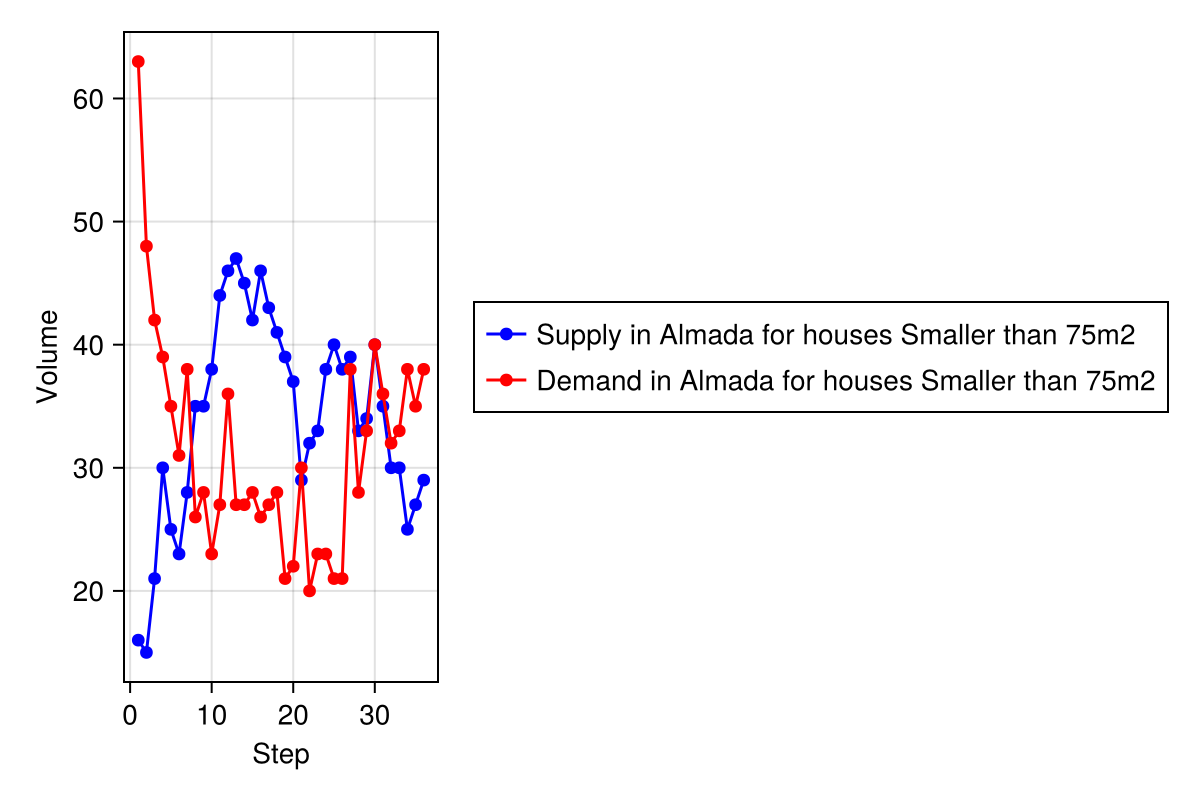 60
50
40
30
20
Volume
0 10 20 30
Step
Supply in Almada for houses Smaller than 75m2
Demand in Almada for houses Smaller than 75m2